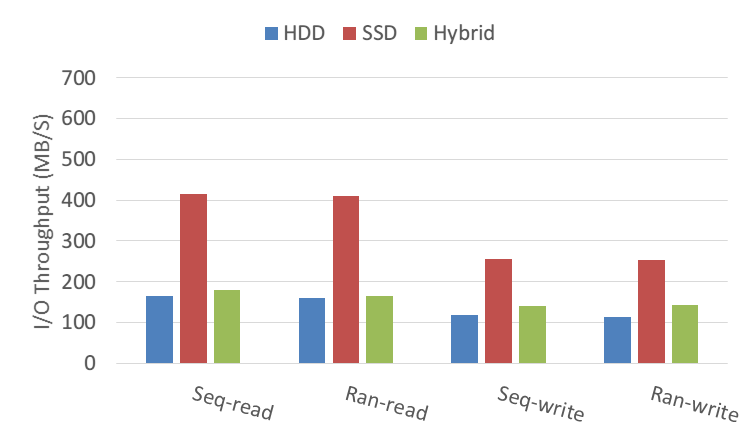 HDD SSD Hybrid
I/O Throughput (MB/S)
700
600
500
400
300
200
100
0
Seq-read Ran-read Seq-write Ran-write